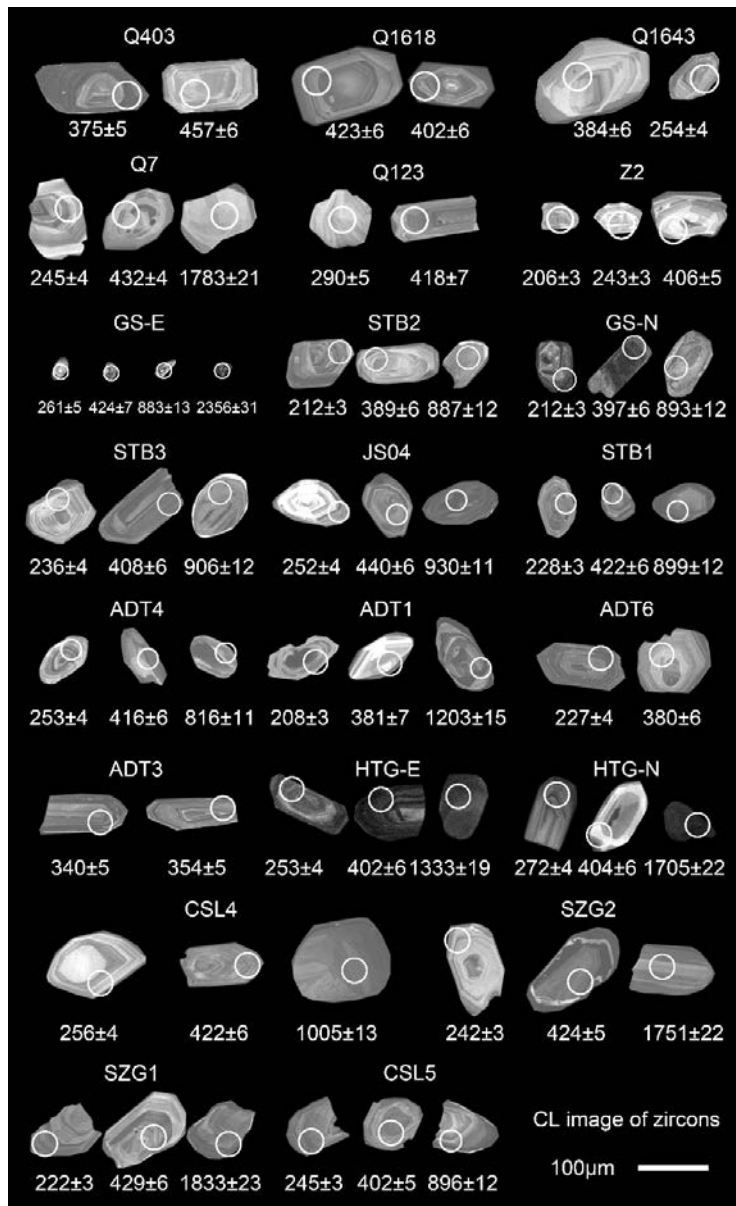 Q403 Q1618 Q1643
375±5 457±6 423±6 402±6 384±6 254±4
Q7 Q123 Z2
245±4 432±4 1783±21 290±5 418±7 206±3 243±3 406±5
GS-E STB2 GS-N
261±5 424±7 883±13 2356±31 212±3 389±6 887±12 212±3 397±6 893±12
STB3 JS04 STB1
236±4 408±6 906±12 252±4 440±6 930±11 228±3 422±6 899±12
ADT4 ADT1 ADT6
253±4 416±6 816±11 208±3 381±7 1203±15 227±4 380±6
ADT3 HTG-E HTG-N
340±5 354±5 253±4 402±6 1333±19 272±4 404±6 1705±22
CSL4 SZG2
256±4 422±6 1005±13 242±3 424±5 1751±22
SZG1 CSL5
CL image of zircons
100μm
222±3 429±6 1833±23 245±3 402±5 896±12